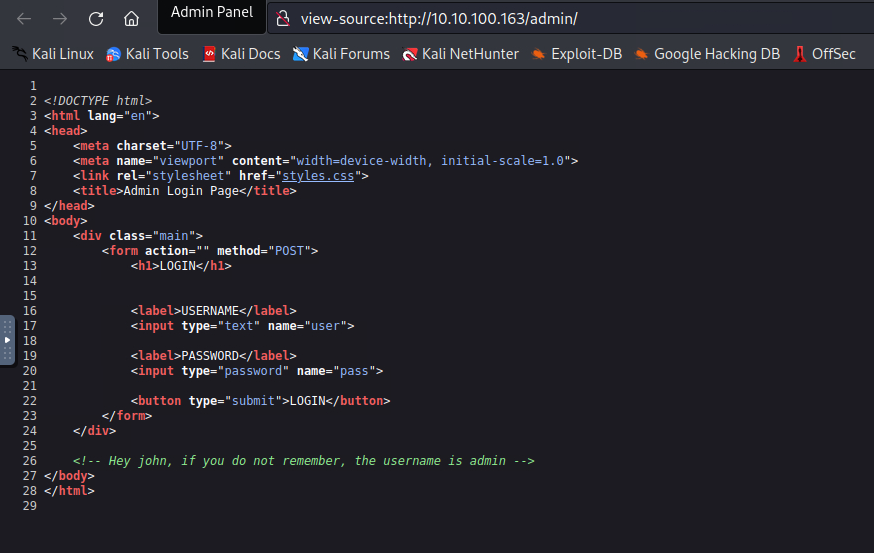 Admin Panel
view-source:http://10.10.100.163/admin/
Kali Linux Kali Tools Kali Docs Kali Forums Kali NetHunter Exploit-DB Google Hacking DB OffSec
1
2 <!DOCTYPE html>
3 <html lang="en">
4 <head>
5     <meta charset="UTF-8">
6     <meta name="viewport" content="width=device-width, initial-scale=1.0">
7     <link rel="stylesheet" href="styles.css">
8     <title>Admin Login Page</title>
9 </head>
10 <body>
11     <div class="main">
12         <form action="" method="POST">
13             <h1>LOGIN</h1>
14
15
16             <label>USERNAME</label>
17             <input type="text" name="user">
18
19             <label>PASSWORD</label>
20             <input type="password" name="pass">
21
22             <button type="submit">LOGIN</button>
23         </form>
24     </div>
25
26     <!-- Hey john, if you do not remember, the username is admin -->
27 </body>
28 </html>
29